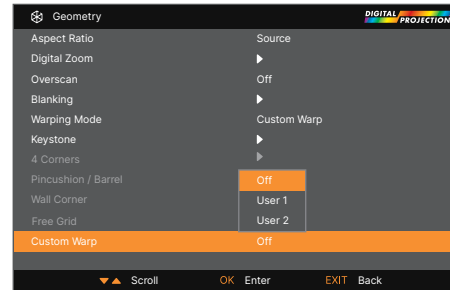 Geometry
DIGITAL PROJECTION
Aspect Ratio Source
Digital Zoom
Overscan Off
Blanking
Warping Mode Custom Warp
Keystone
4 Corners
Pincushion / Barrel Off
Wall Corner User 1
Free Grid User 2
Custom Warp Off
Scroll OK Enter EXIT Back